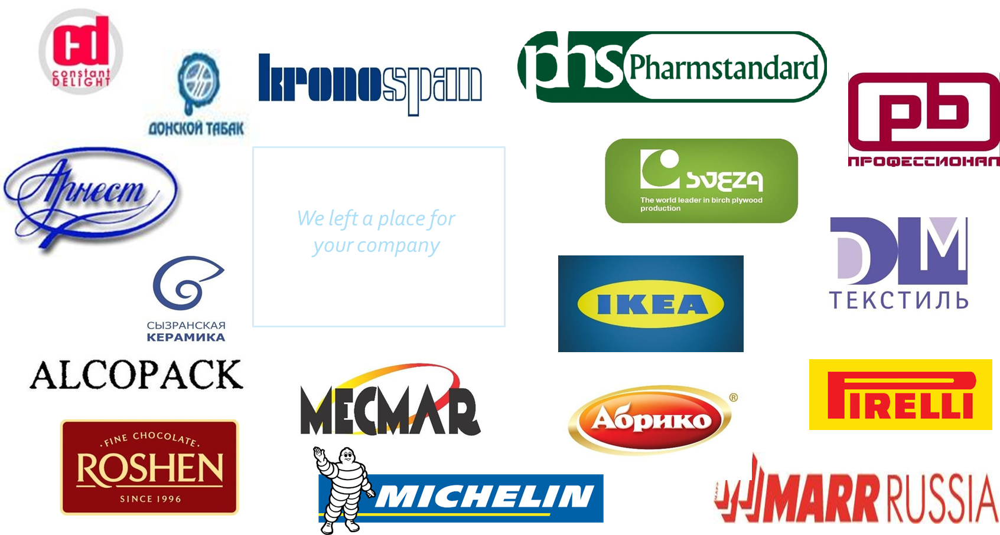 cd
constant
DELIGHT
ДОНСКОЙ ТАБАК
kronospan
phs Pharmstandard
pb
ПРОФЕССИОНАЛ
Арнест
We left a place for
your company
sveza
The world leader in birch plywood
production
DLM
ТЕКСТИЛЬ
IKEA
СЫЗРАНСКАЯ
КЕРАМИКА
ALCOPACK
MECMAR
Абрико ®
PIRELLI
· FINE CHOCOLATE ·
ROSHEN
SINCE 1996
MICHELIN
MARR RUSSIA